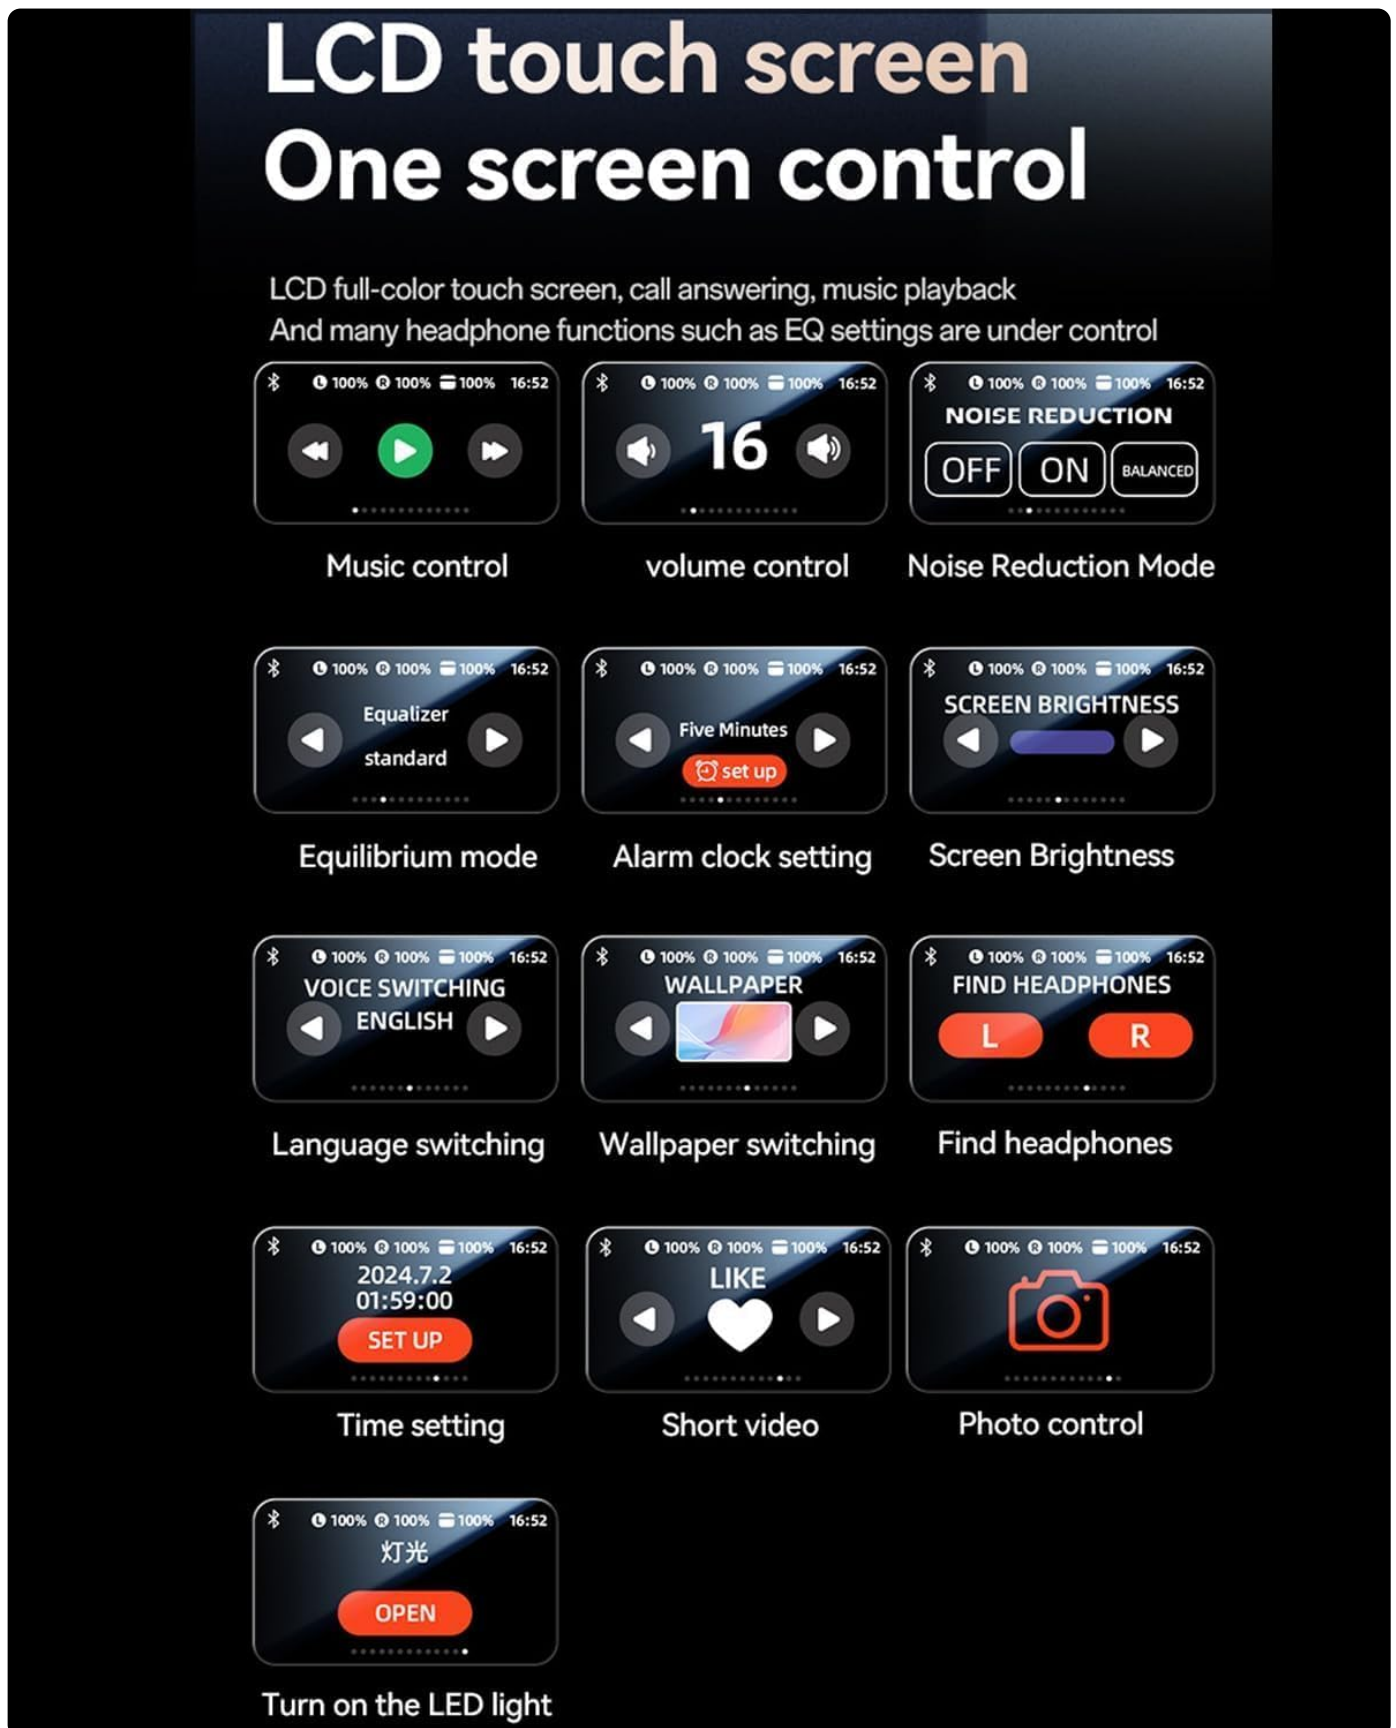 LCD touch screen
One screen control
LCD full-color touch screen, call answering, music playback
And many headphone functions such as EQ settings are under control
L 100% R 100% 100% 16:52
Music control
L 100% R 100% 100% 16:52
16
volume control
L 100% R 100% 100% 16:52
NOISE REDUCTION
OFF ON BALANCED
Noise Reduction Mode
L 100% R 100% 100% 16:52
Equalizer
standard
Equilibrium mode
L 100% R 100% 100% 16:52
Five Minutes
set up
Alarm clock setting
L 100% R 100% 100% 16:52
SCREEN BRIGHTNESS
Screen Brightness
L 100% R 100% 100% 16:52
VOICE SWITCHING
ENGLISH
Language switching
L 100% R 100% 100% 16:52
WALLPAPER
Wallpaper switching
L 100% R 100% 100% 16:52
FIND HEADPHONES
L R
Find headphones
L 100% R 100% 100% 16:52
2024.7.2
01:59:00
SET UP
Time setting
L 100% R 100% 100% 16:52
LIKE
Short video
L 100% R 100% 100% 16:52
Photo control
L 100% R 100% 100% 16:52
灯光
OPEN
Turn on the LED light